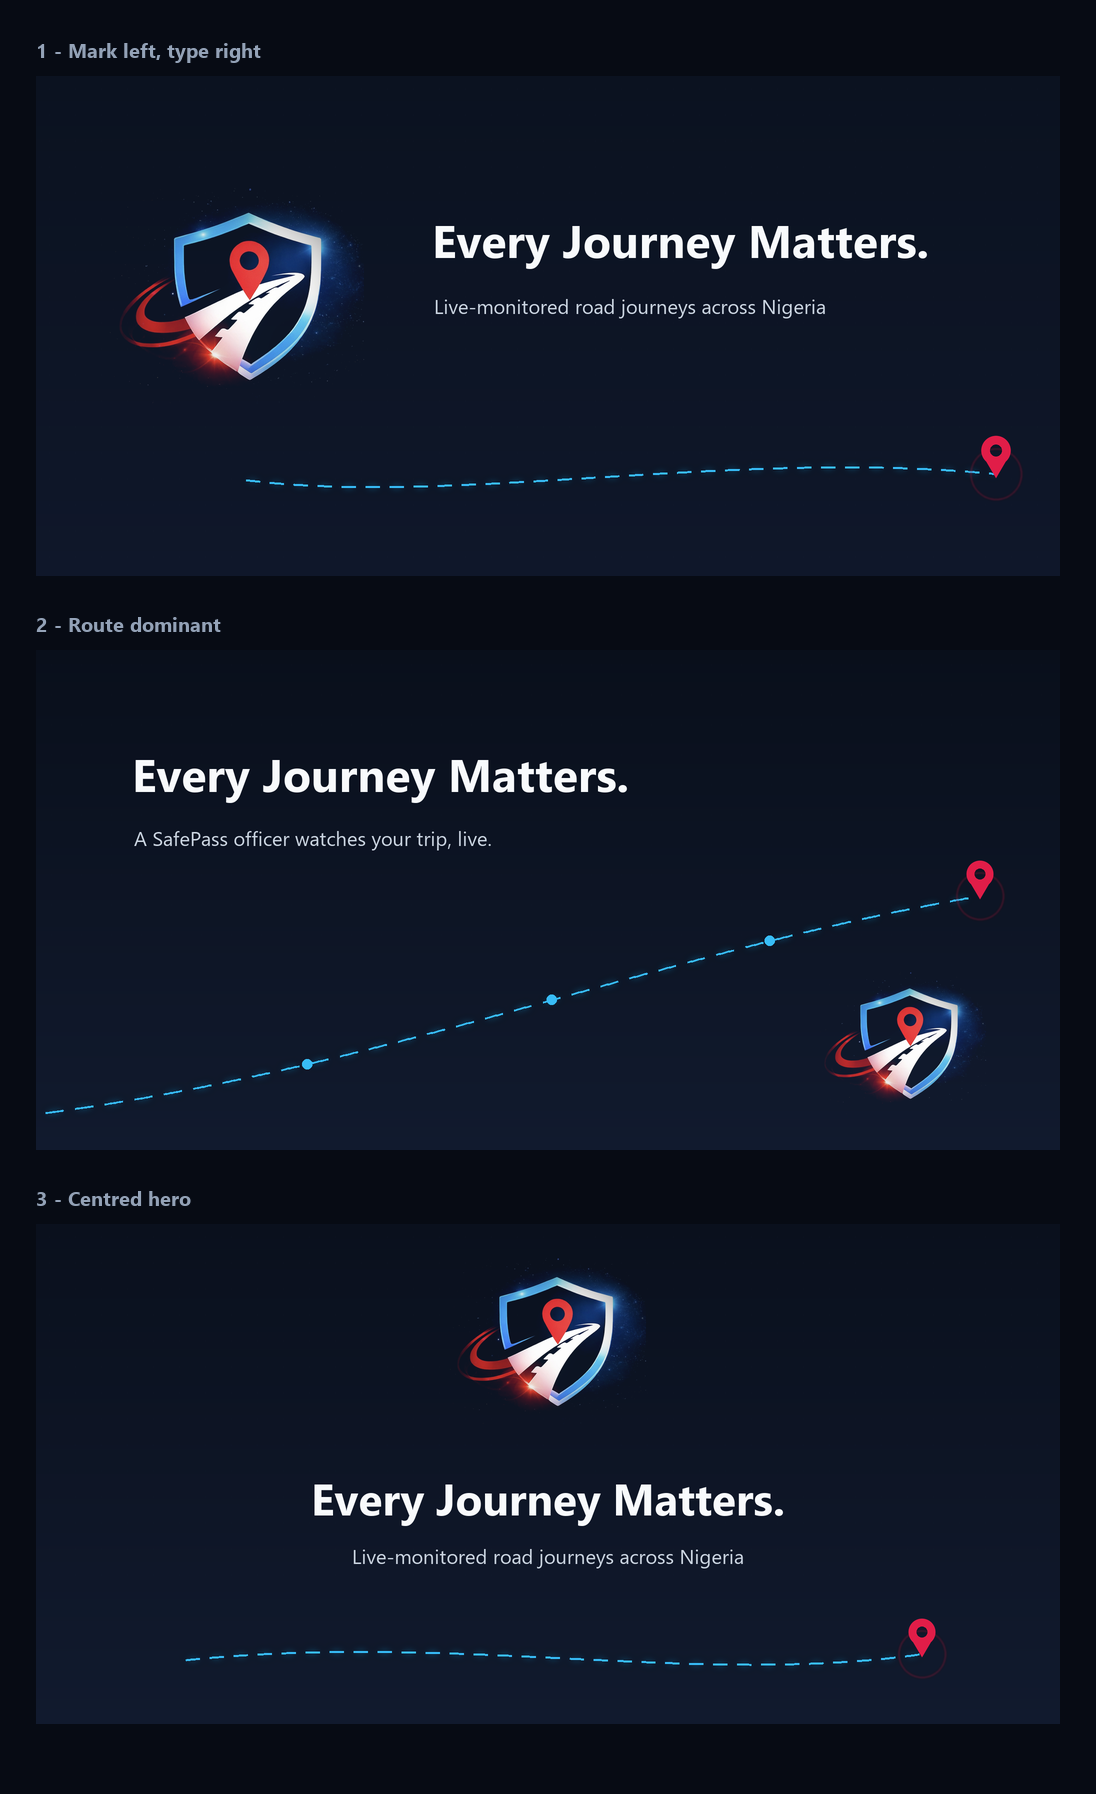 1 - Mark left, type right
Every Journey Matters.
Live-monitored road journeys across Nigeria
2 - Route dominant
Every Journey Matters.
A SafePass officer watches your trip, live.
3 - Centred hero
Every Journey Matters.
Live-monitored road journeys across Nigeria